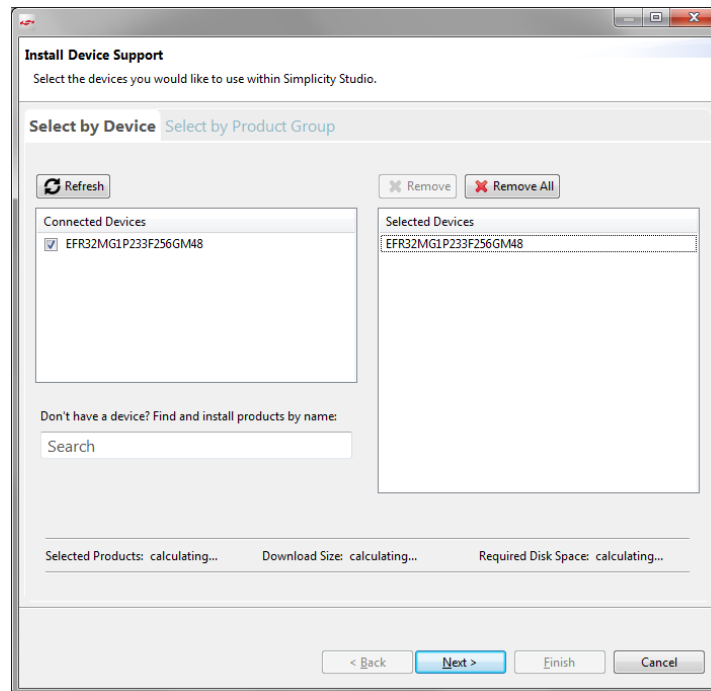 Install Device Support
Select the devices you would like to use within Simplicity Studio.
Select by Device Select by Product Group
Refresh
Remove Remove All
Connected Devices
EFR32MG1P233F256GM48
Selected Devices
EFR32MG1P233F256GM48
Don't have a device? Find and install products by name:
Search
Selected Products: calculating... Download Size: calculating... Required Disk Space: calculating...
< Back Next > Finish Cancel